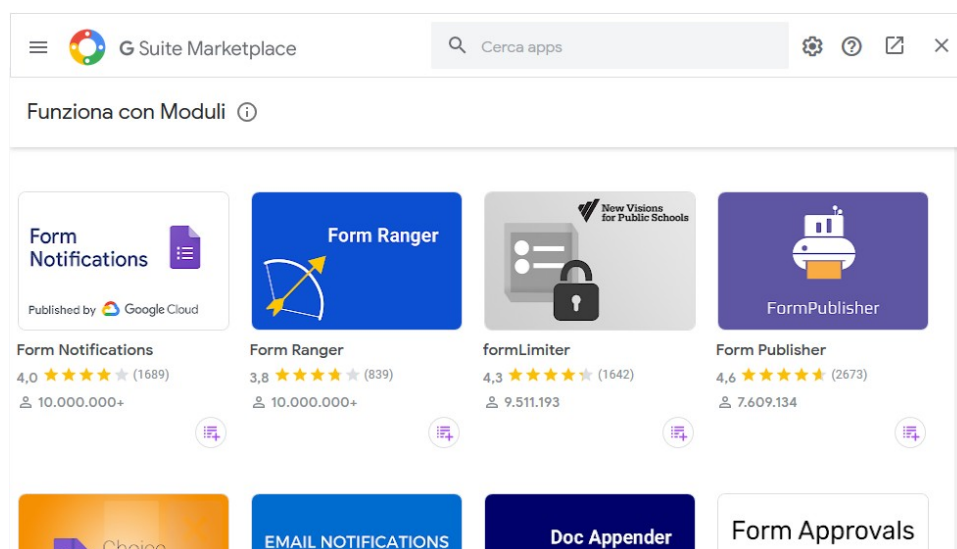 G Suite Marketplace
Cerca apps
Funziona con Moduli
Form
Notifications
Published by Google Cloud
Form Ranger
New Visions
for Public Schools
FormPublisher
Form Notifications
4,0 (1689)
10.000.000+
Form Ranger
3,8 (839)
10.000.000+
formLimiter
4,3 (1642)
9.511.193
Form Publisher
4,6 (2673)
7.609.134
Choice
EMAIL NOTIFICATIONS
Doc Appender
Form Approvals